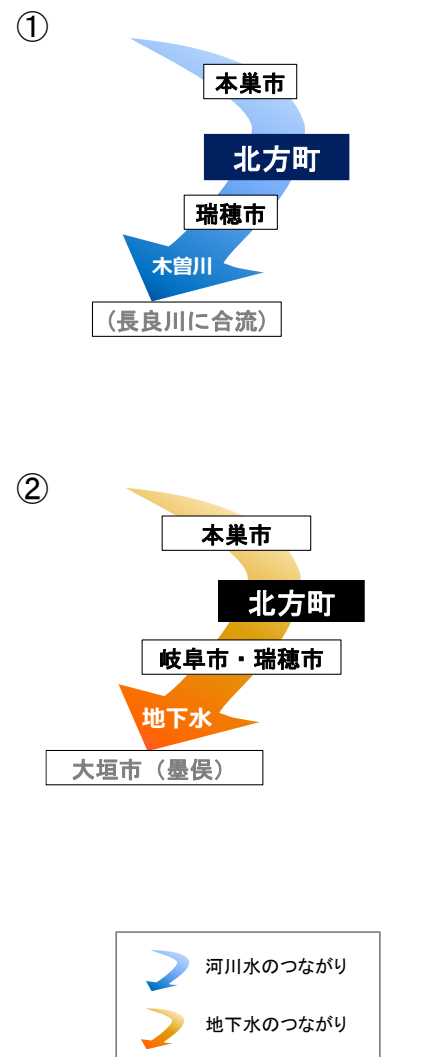 ①
本巣市
北方町
瑞穂市
木曽川
（長良川に合流）
②
本巣市
北方町
岐阜市・瑞穂市
地下水
大垣市（墨俣）
河川水のつながり
地下水のつながり